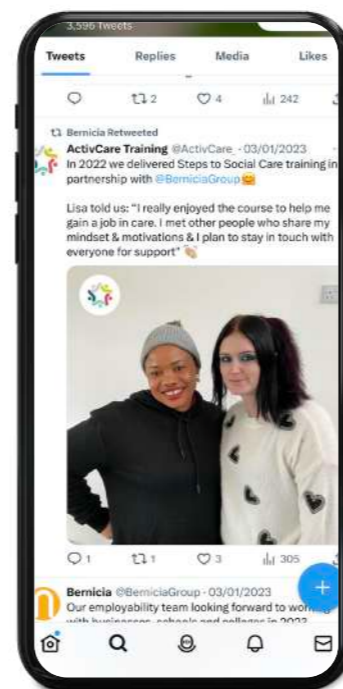 3,596 Tweets
Tweets Replies Media Likes
2 4 242
Bernicia Retweeted
ActivCare Training @ActivCare_ · 03/01/2023
In 2022 we delivered Steps to Social Care training in
partnership with @BerniciaGroup
Lisa told us: “I really enjoyed the course to help me
gain a job in care. I met other people who share my
mindset & motivations & I plan to stay in touch with
everyone for support”
1 1 3 305
Bernicia @BerniciaGroup · 03/01/2023
Our employability team looking forward to
with businesses, schools and colleges in 2023